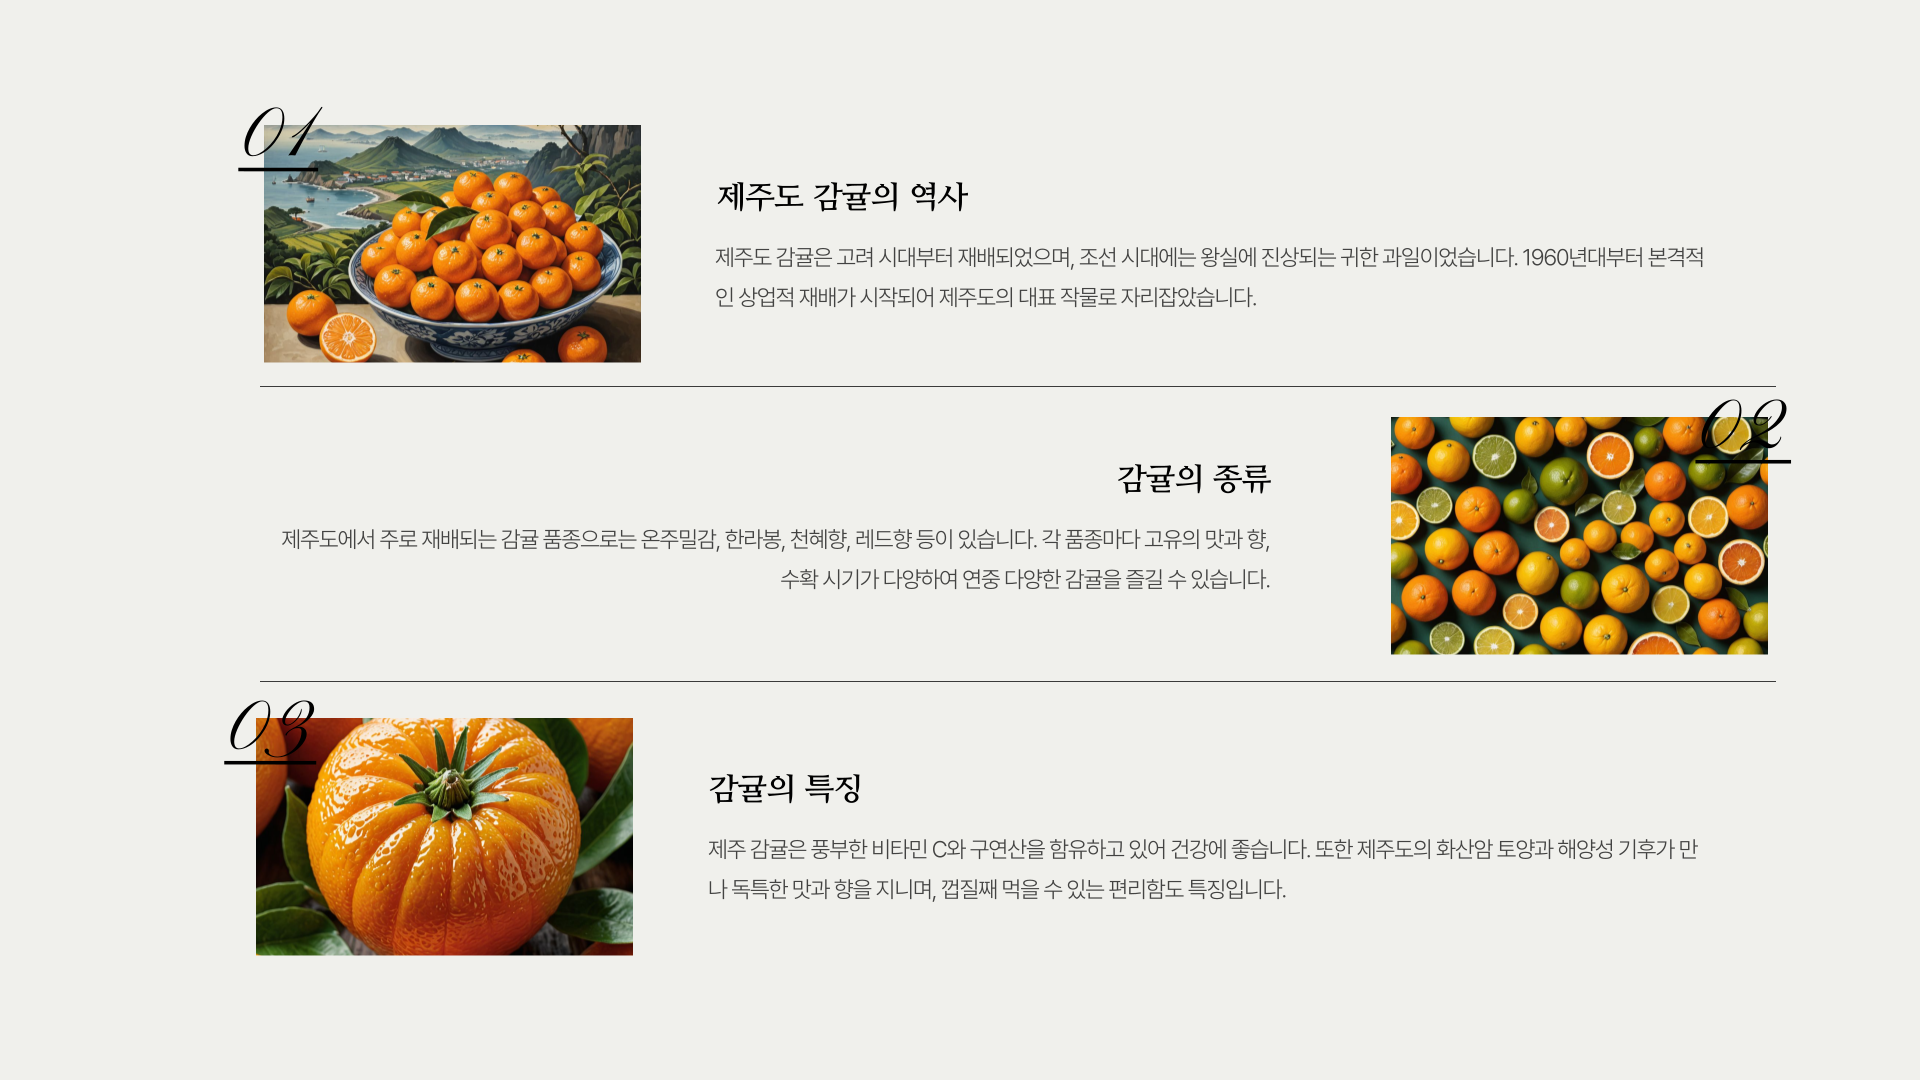 01
제주도 감귤의 역사
제주도 감귤은 고려 시대부터 재배되었으며, 조선 시대에는 왕실에 진상되는 귀한 과일이었습니다. 1960년대부터 본격적
인 상업적 재배가 시작되어 제주도의 대표 작물로 자리잡았습니다.
02
감귤의 종류
제주도에서 주로 재배되는 감귤 품종으로는 온주밀감, 한라봉, 천혜향, 레드향 등이 있습니다. 각 품종마다 고유의 맛과 향,
수확 시기가 다양하여 연중 다양한 감귤을 즐길 수 있습니다.
03
감귤의 특징
제주 감귤은 풍부한 비타민 C와 구연산을 함유하고 있어 건강에 좋습니다. 또한 제주도의 화산암 토양과 해양성 기후가 만
나 독특한 맛과 향을 지니며, 껍질째 먹을 수 있는 편리함도 특징입니다.